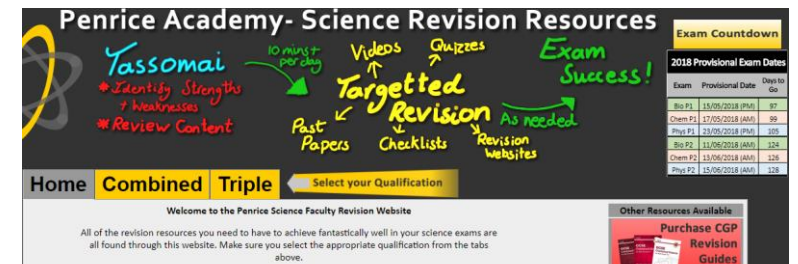 Penrice Academy- Science Revision Resources
Tassomai
*Identify Strengths
+ Weaknesses
*Review Content
10 mins+
per day
Videos
Quizzes
Targetted
Revision
Past
Papers
Checklists
Revision
Websites
As needed
Exam
Success!
Exam Countdown
2018 Provisional Exam Dates
Exam Provisional Date Days to Go
Bio P1 15/05/2018 (PM) 97
Chem P1 17/05/2018 (AM) 99
Phys P1 23/05/2018 (PM) 105
Bio P2 11/06/2018 (AM) 124
Chem P2 13/06/2018 (AM) 126
Phys P2 15/06/2018 (AM) 128
Home Combined Triple Select your Qualification
Welcome to the Penrice Science Faculty Revision Website
All of the revision resources you need to have to achieve fantastically well in your science exams are
all found through this website. Make sure you select the appropriate qualification from the tabs
above.
Other Resources Available
Purchase CGP
Revision
Guides